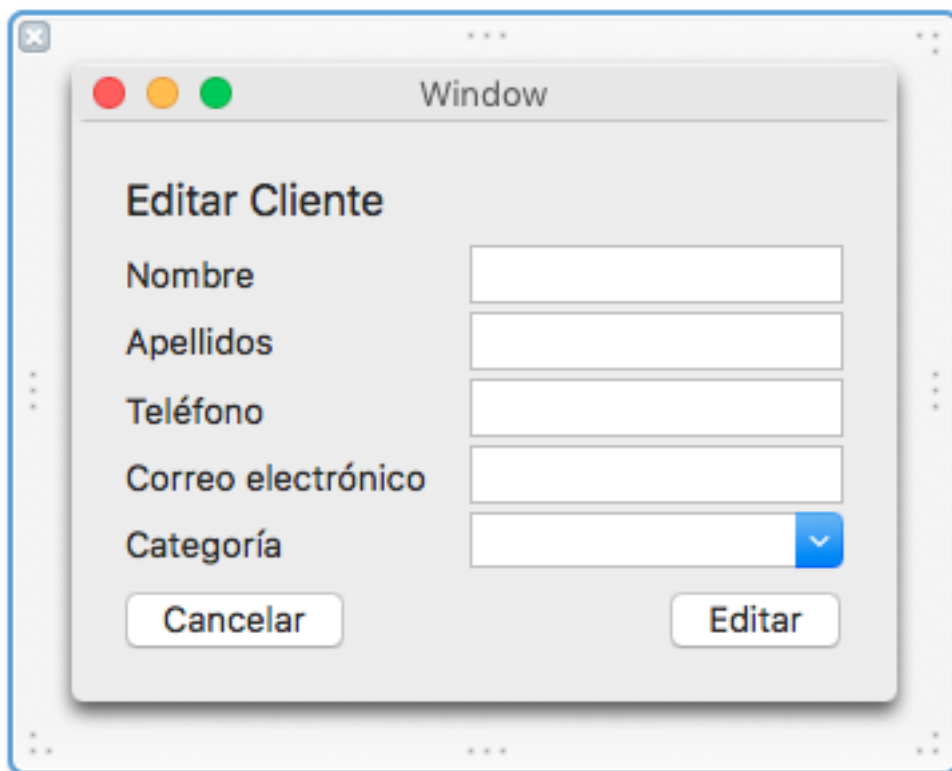 Window
Editar Cliente
Nombre
Apellidos
Teléfono
Correo electrónico
Categoría
Cancelar Editar